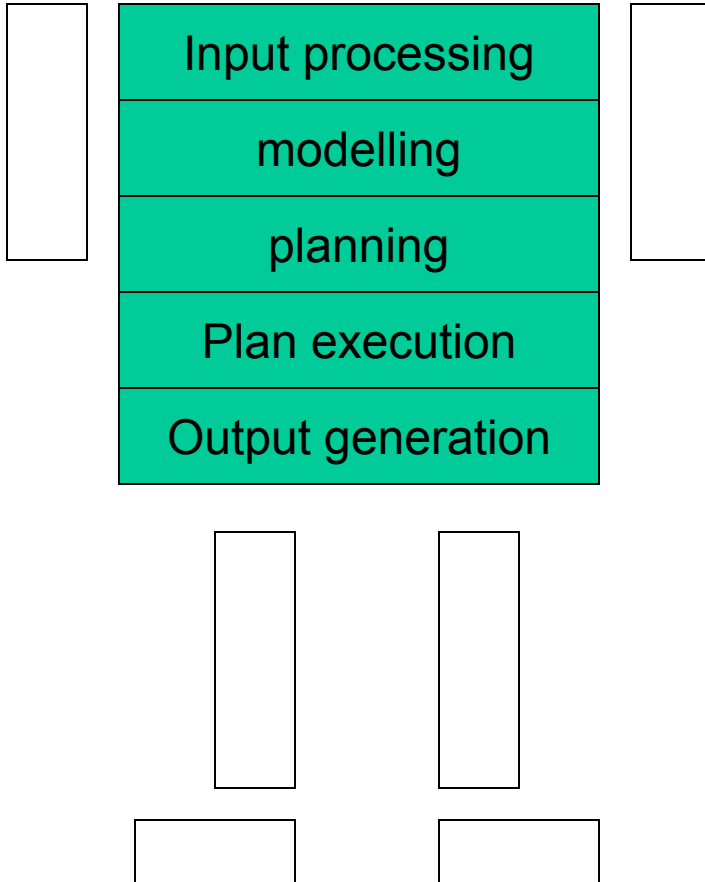 Input processing
modelling
planning
Plan execution
Output generation